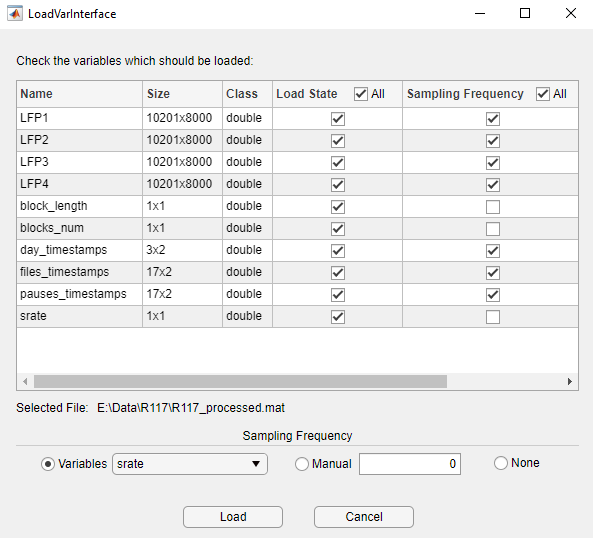 LoadVarInterface
Check the variables which should be loaded:
Name Size Class Load State All Sampling Frequency All
LFP1 10201x8000 double
LFP2 10201x8000 double
LFP3 10201x8000 double
LFP4 10201x8000 double
block_length 1x1 double
blocks_num 1x1 double
day_timestamps 3x2 double
files_timestamps 17x2 double
pauses_timestamps 17x2 double
srate 1x1 double
Selected File: E:\Data\R117\R117_processed.mat
Sampling Frequency
Variables srate Manual 0 None
Load Cancel